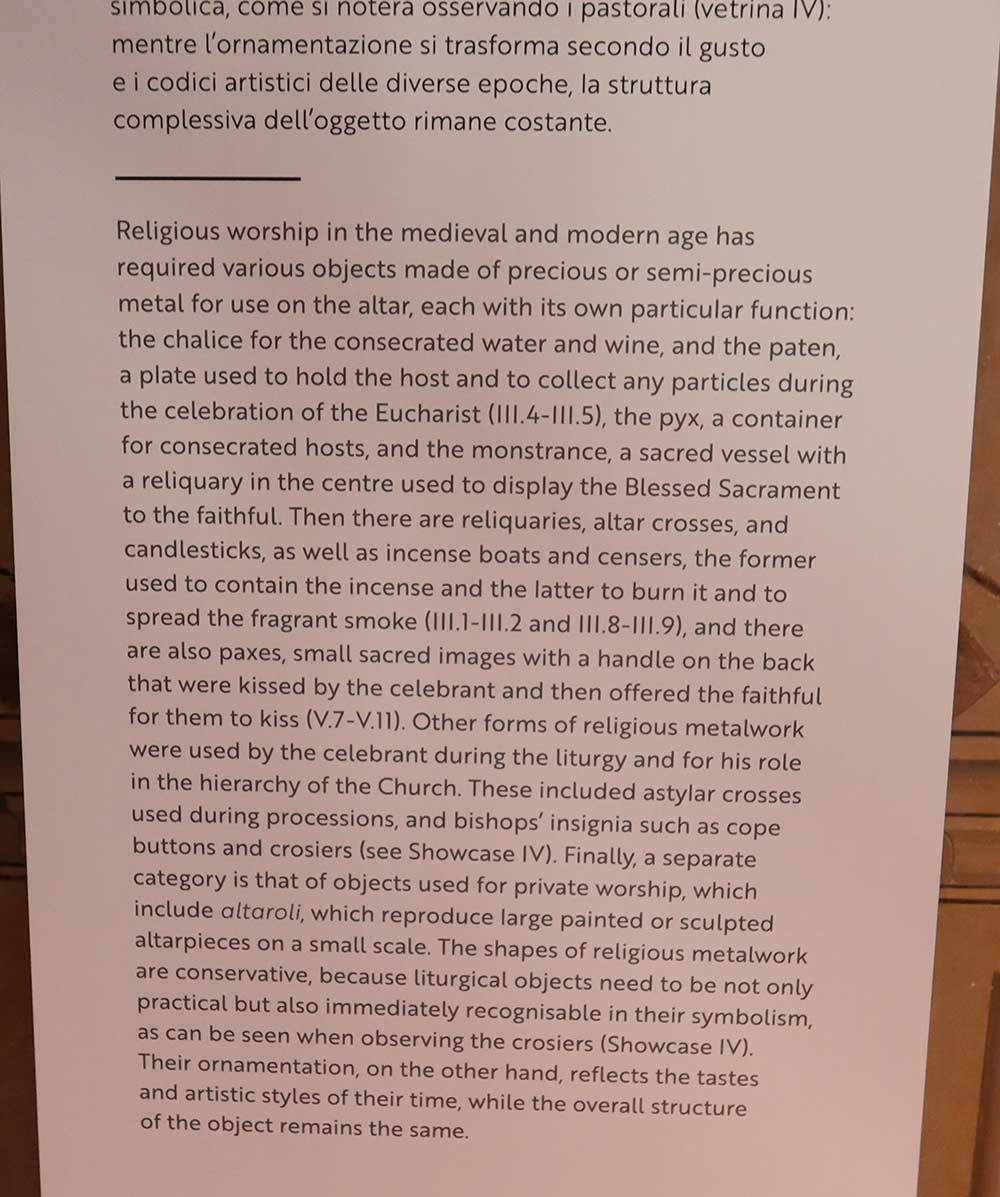 simbolica, come si noterà osservando i pastorali (vetrina IV):
mentre l'ornamentazione si trasforma secondo il gusto
e i codici artistici delle diverse epoche, la struttura
complessiva dell'oggetto rimane costante.
Religious worship in the medieval and modern age has
required various objects made of precious or semi-precious
metal for use on the altar, each with its own particular function:
the chalice for the consecrated water and wine, and the paten,
a plate used to hold the host and to collect any particles during
the celebration of the Eucharist (III.4-III.5), the pyx, a container
for consecrated hosts, and the monstrance, a sacred vessel with
a reliquary in the centre used to display the Blessed Sacrament
to the faithful. Then there are reliquaries, altar crosses, and
candlesticks, as well as incense boats and censers, the former
used to contain the incense and the latter to burn it and to
spread the fragrant smoke (III.1-III.2 and III.8-III.9), and there
are also paxes, small sacred images with a handle on the back
that were kissed by the celebrant and then offered the faithful
for them to kiss (V.7-V.11). Other forms of religious metalwork
were used by the celebrant during the liturgy and for his role
in the hierarchy of the Church. These included astylar crosses
used during processions, and bishops' insignia such as cope
buttons and crosiers (see Showcase IV). Finally, a separate
category is that of objects used for private worship, which
include altaroli, which reproduce large painted or sculpted
altarpieces on a small scale. The shapes of religious metalwork
are conservative, because liturgical objects need to be not only
practical but also immediately recognisable in their symbolism,
as can be seen when observing the crosiers (Showcase IV).
Their ornamentation, on the other hand, reflects the tastes
and artistic styles of their time, while the overall structure
of the object remains the same.